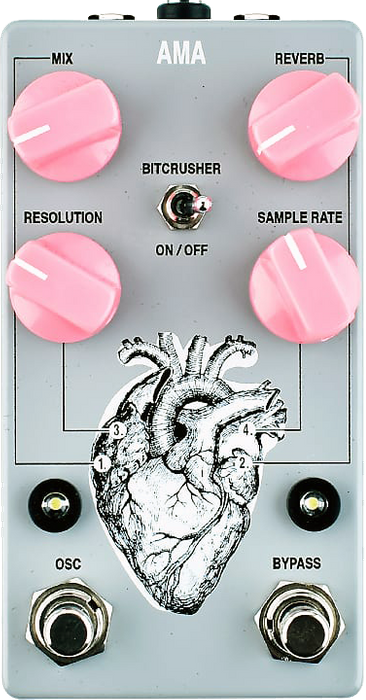 AMA
MIX
REVERB
BITCRUSHER
RESOLUTION
SAMPLE RATE
ON / OFF
3.
4.
1.
2.
OSC
BYPASS